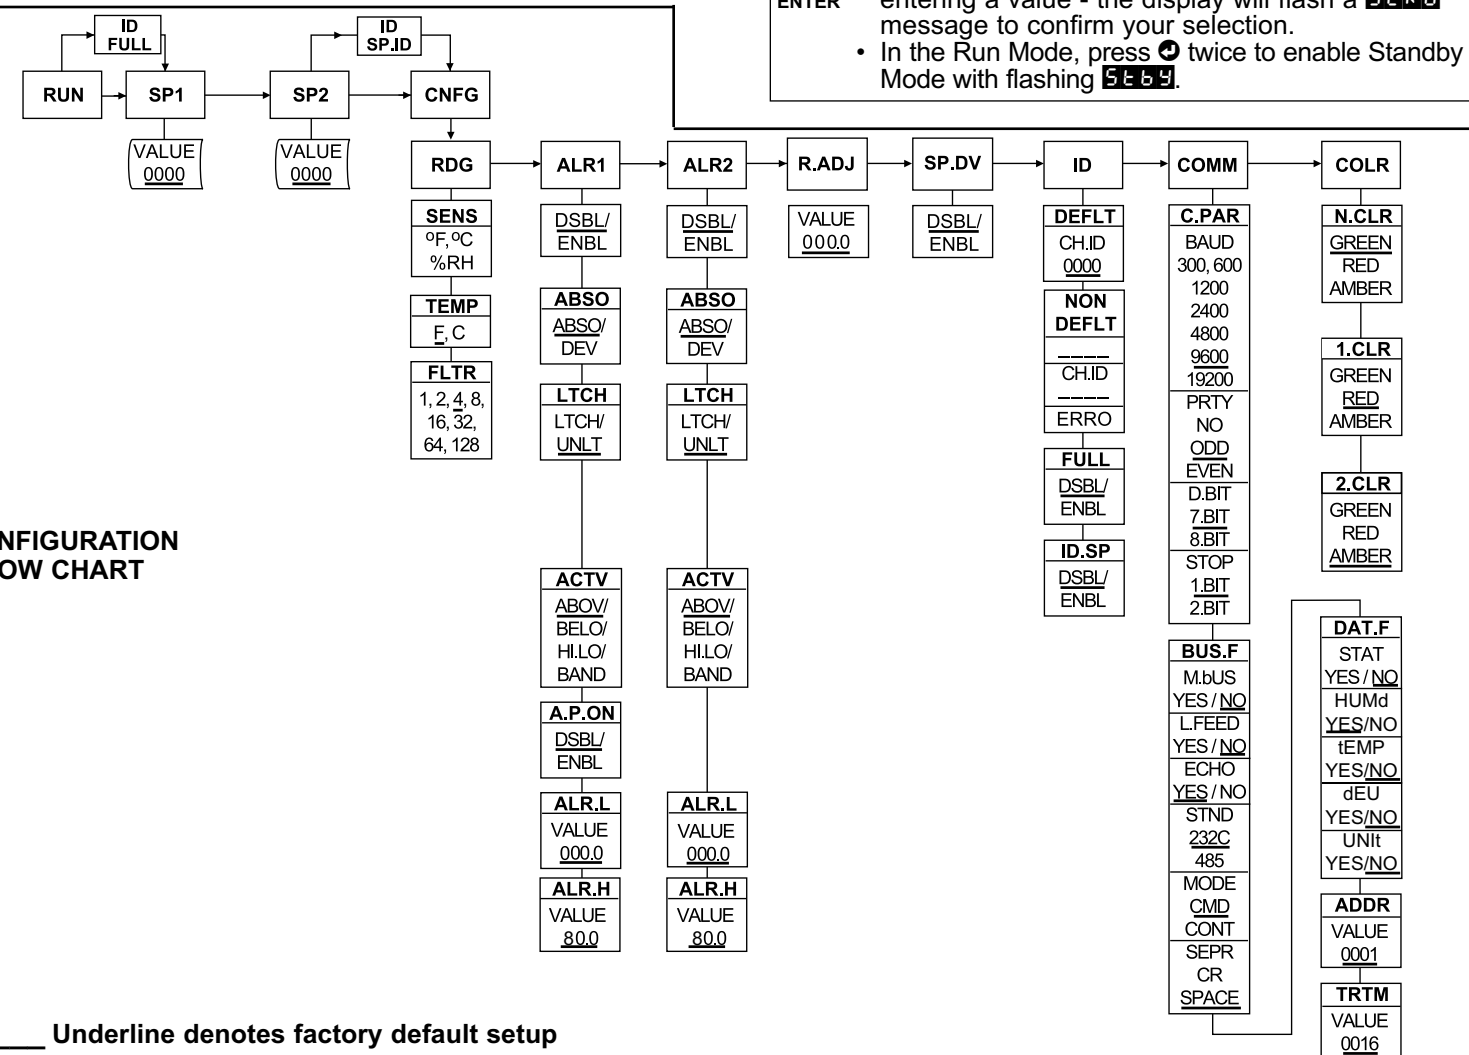 ENTER entering a value - the display will flash a
message to confirm your selection.
• In the Run Mode, press twice to enable Standby
Mode with flashing Stby.
ID
FULL
ID
SP.ID
RUN
SP1
SP2
CNFG
VALUE
0000
VALUE
0000
RDG
ALR1
ALR2
R.ADJ
SP.DV
ID
COMM
COLR
SENS
ºF, ºC
%RH
TEMP
F, C
FLTR
1, 2, 4, 8,
16, 32,
64, 128
DSBL/
ENBL
ABSO
ABSO/
DEV
LTCH
LTCH/
UNLT
ACTV
ABOV/
BELO/
HI.LO/
BAND
A.P.ON
DSBL/
ENBL
ALR.L
VALUE
000.0
ALR.H
VALUE
80.0
DSBL/
ENBL
ABSO
ABSO/
DEV
LTCH
LTCH/
UNLT
ACTV
ABOV/
BELO/
HI.LO/
BAND
ALR.L
VALUE
000.0
ALR.H
VALUE
80.0
VALUE
000.0
DSBL/
ENBL
DEFLT
CH.ID
0000
NON
DEFLT
____
CH.ID
____
ERRO
FULL
DSBL/
ENBL
ID.SP
DSBL/
ENBL
C.PAR
BAUD
300, 600
1200
2400
4800
9600
19200
PRTY
NO
ODD
EVEN
D.BIT
7.BIT
8.BIT
STOP
1.BIT
2.BIT
BUS.F
M.bUS
YES / NO
L.FEED
YES / NO
ECHO
YES / NO
STND
232C
485
MODE
CMD
CONT
SEPR
CR
SPACE
N.CLR
GREEN
RED
AMBER
1.CLR
GREEN
RED
AMBER
2.CLR
GREEN
RED
AMBER
DAT.F
STAT
YES / NO
HUMd
YES/NO
tEMP
YES/NO
dEU
YES/NO
UNIt
YES/NO
ADDR
VALUE
0001
TRTM
VALUE
0016
NFIGURATION
OW CHART
___ Underline denotes factory default setup